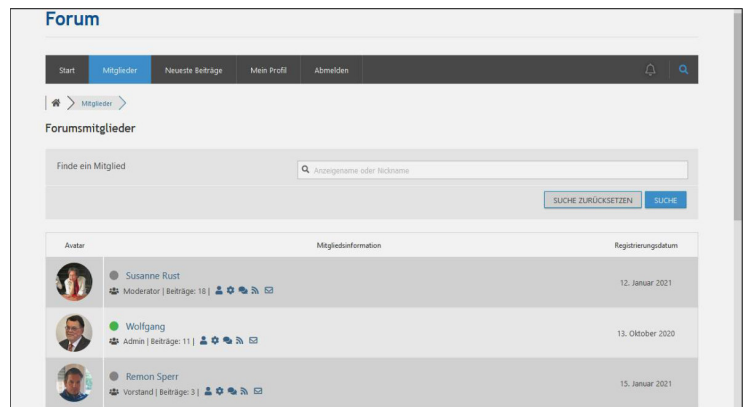 Forum
Start Mitglieder Neueste Beiträge Mein Profil Abmelden
Mitglieder
Forumsmitglieder
Finde ein Mitglied Anzeigename oder Nickname
SUCHE ZURÜCKSETZEN SUCHE
Avatar Mitgliedsinformation Registrierungsdatum
Susanne Rust
Moderator | Beiträge: 18 | 12. Januar 2021
Wolfgang
Admin | Beiträge: 11 | 13. Oktober 2020
Remon Sperr
Vorstand | Beiträge: 3 | 15. Januar 2021